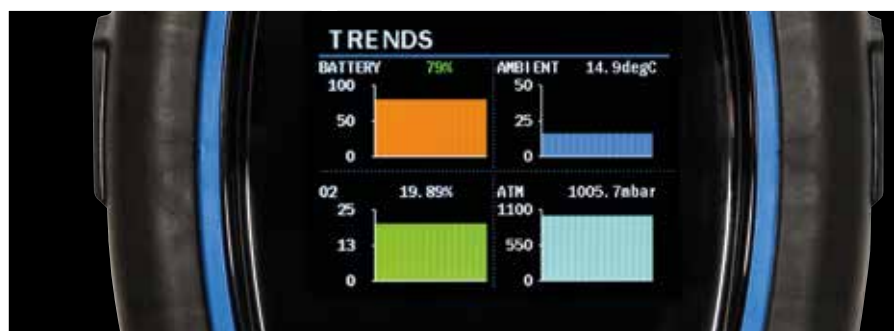 TRENDS
BATTERY 79% AMBIENT 14.9degC
100 50
50 25
0 0
O2 19.89% ATM 1005.7mbar
25 1100
13 550
0 0